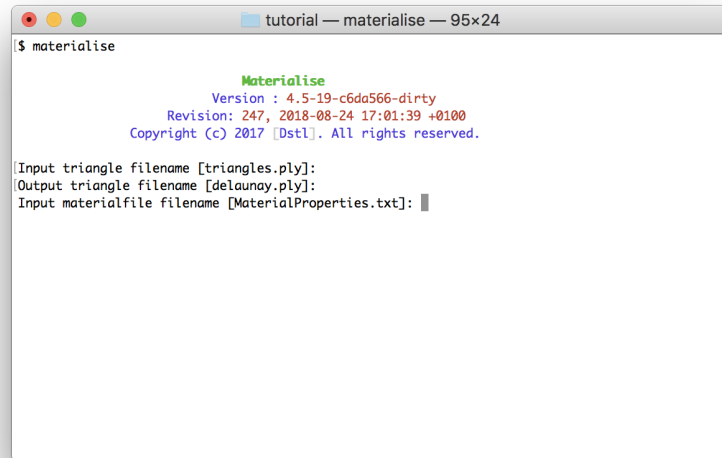 tutorial — materialise — 95×24
[$ materialise
Materialise
Version : 4.5-19-c6da566-dirty
Revision: 247, 2018-08-24 17:01:39 +0100
Copyright (c) 2017 [Dstl]. All rights reserved.
[Input triangle filename [triangles.ply]:
[Output triangle filename [delaunay.ply]:
Input materialfile filename [MaterialProperties.txt]: